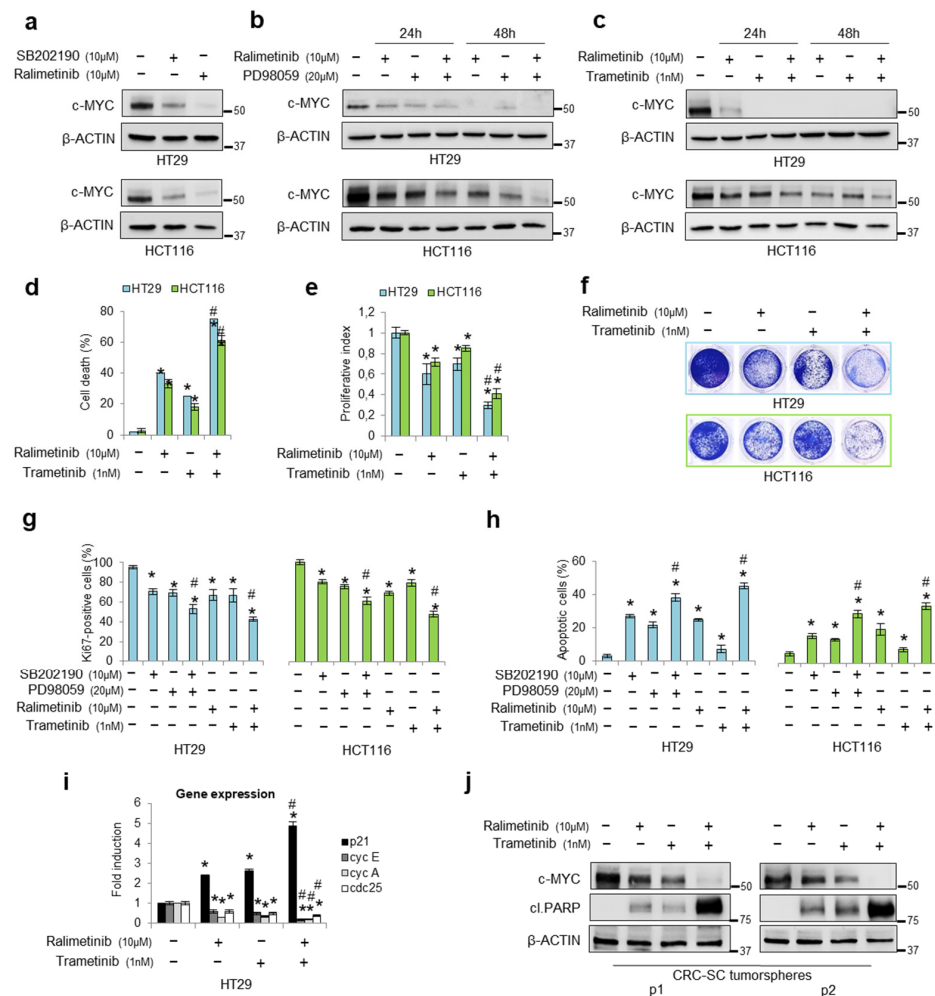 a
SB202190 (10µM) – + –
Ralimetinib (10µM) – – +
c-MYC
50
β-ACTIN
37
HT29
c-MYC
50
β-ACTIN
37
HCT116
b
24h 48h
Ralimetinib (10µM) – + – + + – +
PD98059 (20µM) – – + + – + +
c-MYC
50
β-ACTIN
37
HT29
c-MYC
50
β-ACTIN
37
HCT116
c
24h 48h
Ralimetinib (10µM) – + – + + – +
Trametinib (1nM) – – + + – + +
c-MYC
50
β-ACTIN
37
HT29
c-MYC
50
β-ACTIN
37
HCT116
d
HT29 HCT116
Cell death (%)
80
60
40
20
0
* * * * # * # *
Ralimetinib (10µM) – + – +
Trametinib (1nM) – – + +
e
HT29 HCT116
Proliferative index
1,2
1
0,8
0,6
0,4
0,2
0
* * * * # * # *
Ralimetinib (10µM) – + – +
Trametinib (1nM) – – + +
f
Ralimetinib (10µM) – + – +
Trametinib (1nM) – – + +
HT29
HCT116
g
Ki67-positive cells (%)
100
80
60
40
20
0
* * # * * * # *
* * # * * * # *
SB202190 (10µM) – + – + – – – – + – + – – –
PD98059 (20µM) – – + + – – – – – + + – – –
Ralimetinib (10µM) – – – – + – + – – – – + – +
Trametinib (1nM) – – – – – + + – – – – – + +
HT29 HCT116
h
Apoptotic cells (%)
60
40
20
0
* * # * * * # *
* * # * * * # *
SB202190 (10µM) – + – + – – – – + – + – – –
PD98059 (20µM) – – + + – – – – – + + – – –
Ralimetinib (10µM) – – – – + – + – – – – + – +
Trametinib (1nM) – – – – – + + – – – – – + +
HT29 HCT116
i
Gene expression
Fold induction
6
5
4
3
2
1
0
p21
cyc E
cyc A
cdc25
* *** * *** # * ### ***
Ralimetinib (10µM) – + – +
Trametinib (1nM) – – + +
HT29
j
Ralimetinib (10µM) – + – + – + – +
Trametinib (1nM) – – + + – – + +
c-MYC
50 50
cl.PARP
75 75
β-ACTIN
37 37
CRC-SC tumorspheres
p1 p2